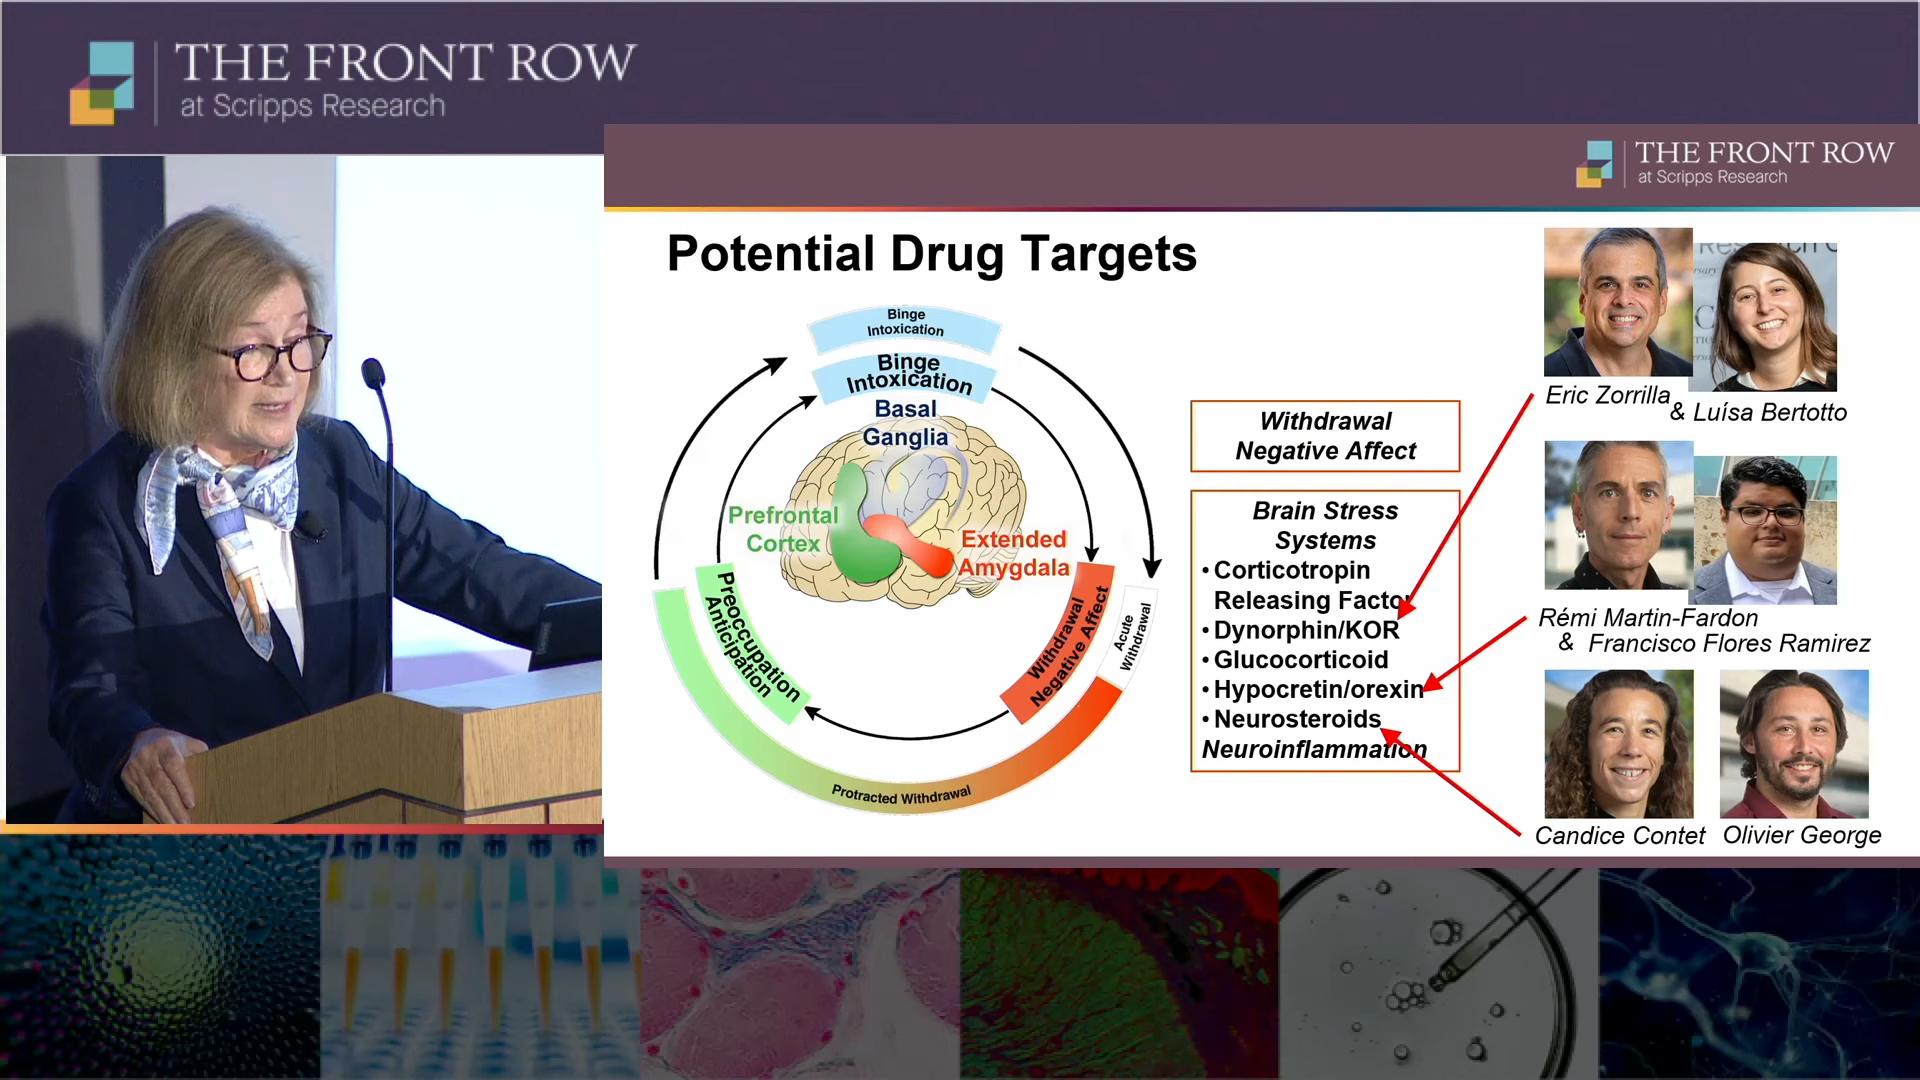 THE FRONT ROW
at Scripps Research
THE FRONT ROW
at Scripps Research
Potential Drug Targets
Binge
Intoxication
Binge
Intoxication
Basal
Ganglia
Prefrontal
Cortex
Extended
Amygdala
Preoccupation
Anticipation
Withdrawal
Negative Affect
Acute
Withdrawal
Protracted Withdrawal
Withdrawal
Negative Affect
Brain Stress
Systems
• Corticotropin
Releasing Factor
• Dynorphin/KOR
• Glucocorticoid
• Hypocretin/orexin
• Neurosteroids
Neuroinflammation
Eric Zorrilla
& Luísa Bertotto
Rémi Martin-Fardon
& Francisco Flores Ramirez
Candice Contet Olivier George